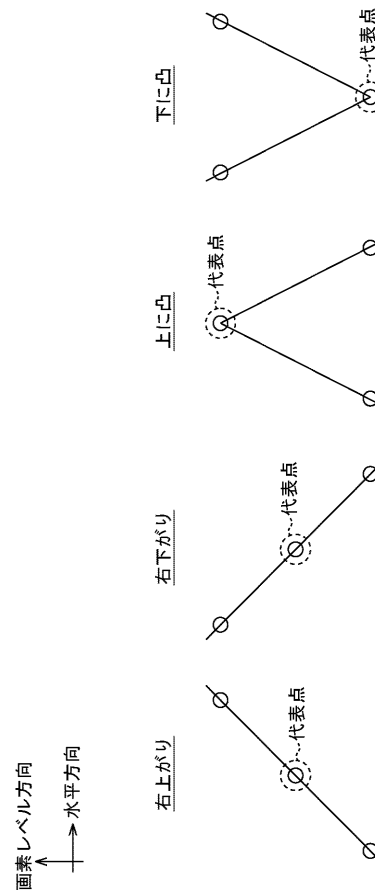 画素レベル方向
水平方向
右上がり
代表点
右下がり
代表点
上に凸
代表点
下に凸
代表点